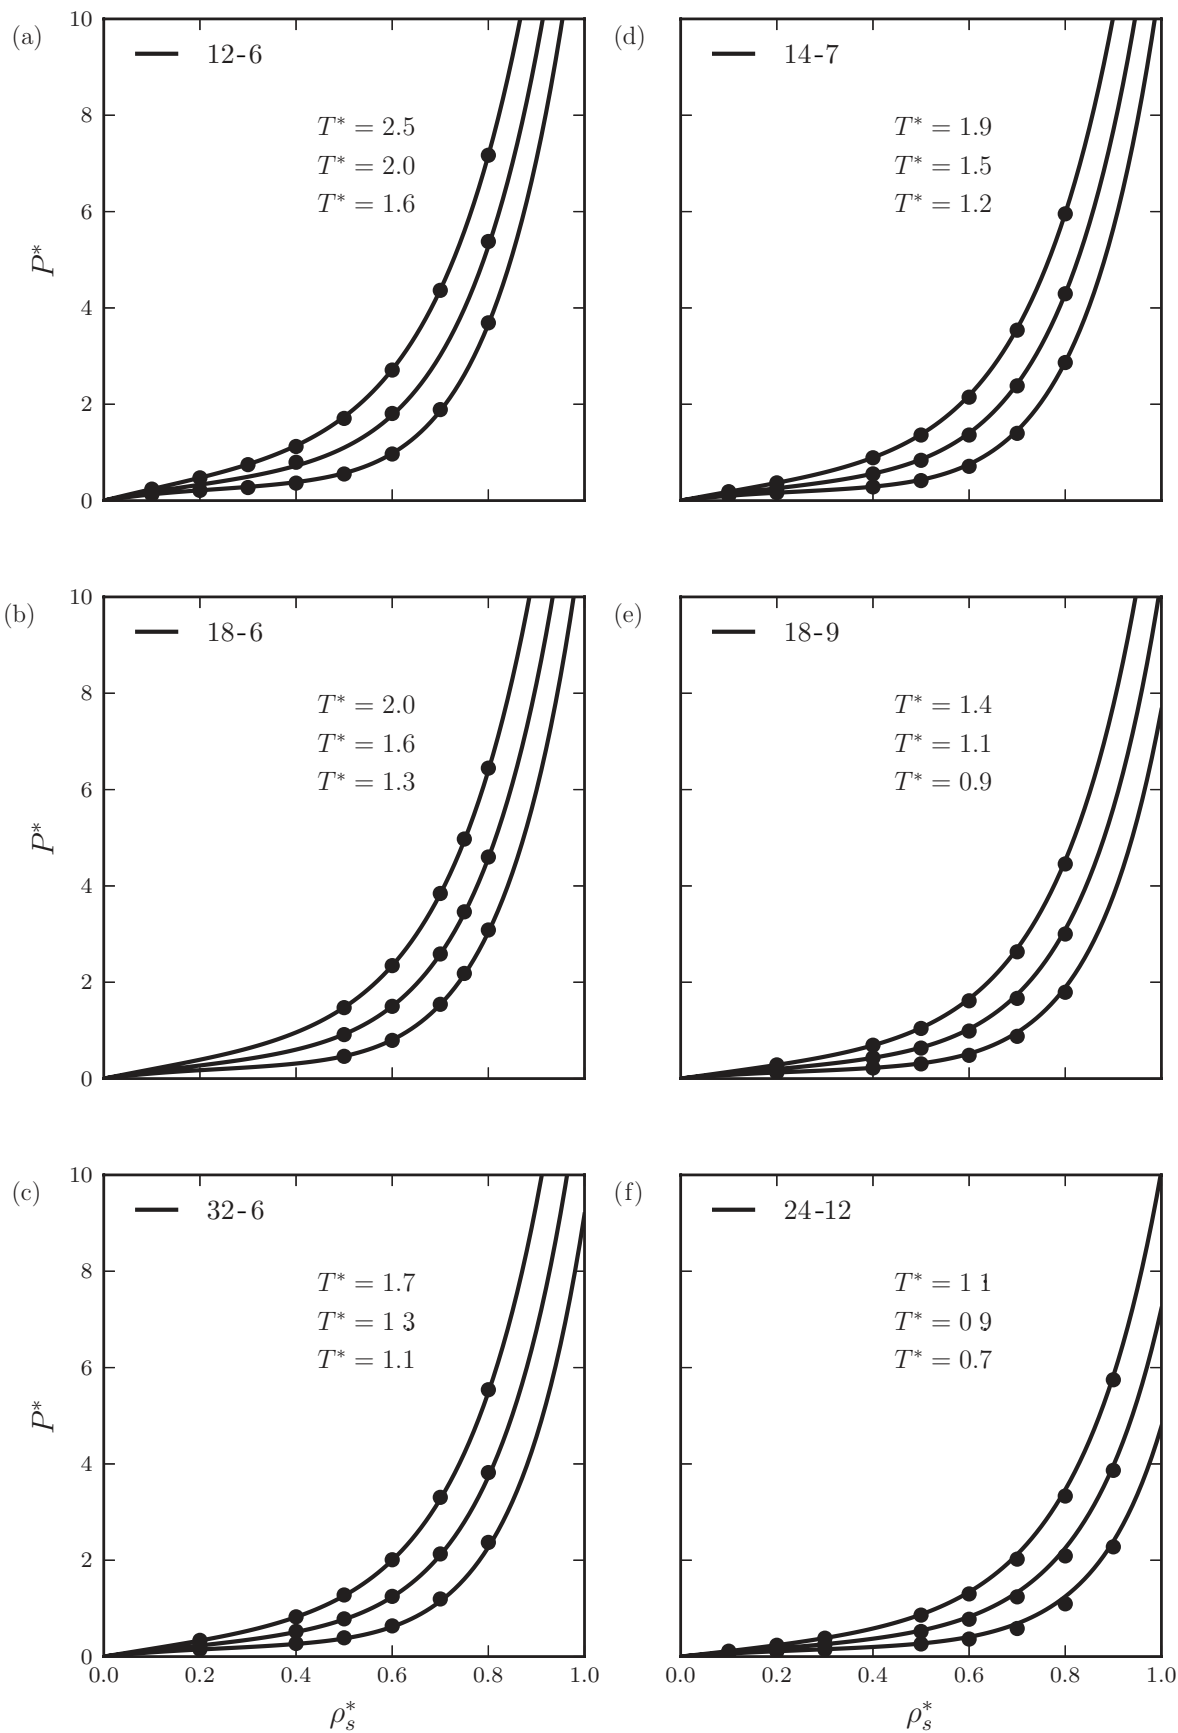 (a)
10
8
6
4
2
0
P*
12-6
T* = 2.5
T* = 2.0
T* = 1.6
(d)
14-7
T* = 1.9
T* = 1.5
T* = 1.2
(b)
10
8
6
4
2
0
P*
18-6
T* = 2.0
T* = 1.6
T* = 1.3
(e)
18-9
T* = 1.4
T* = 1.1
T* = 0.9
(c)
10
8
6
4
2
0
P*
32-6
T* = 1.7
T* = 1 3
T* = 1.1
0.0 0.2 0.4 0.6 0.8 1.0
ρ*s
(f)
24-12
T* = 1 1
T* = 0 9
T* = 0.7
0.0 0.2 0.4 0.6 0.8 1.0
ρ*s